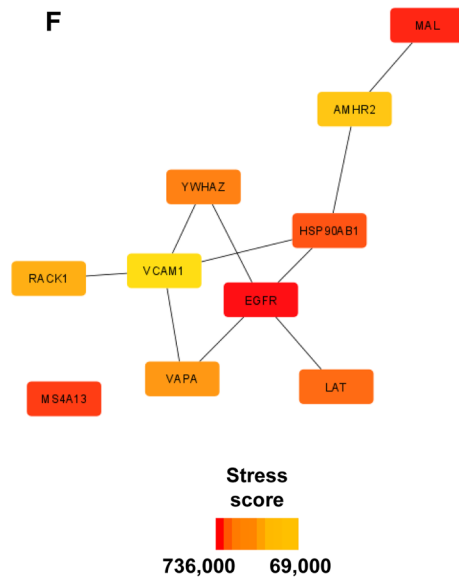 F
MAL
AMHR2
YWHAZ
HSP90AB1
VCAM1
RACK1
EGFR
VAPA
LAT
MS4A13
Stress
score
736,000 69,000